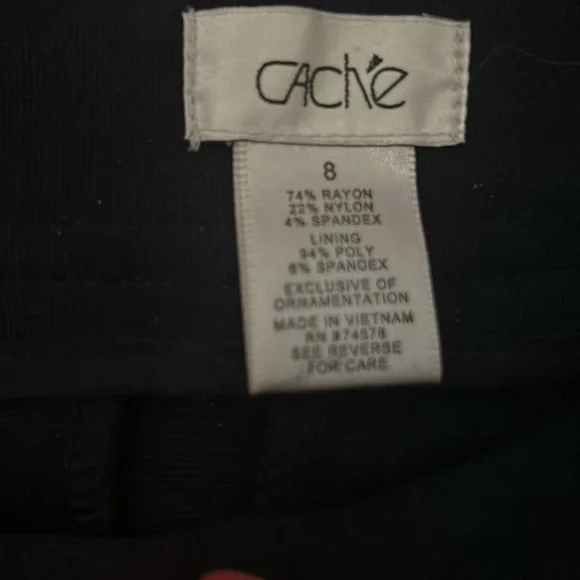 CAChé
8
74% RAYON
22% NYLON
4% SPANDEX
LINING
94% POLY
6% SPANDEX
EXCLUSIVE OF
ORNAMENTATION
MADE IN VIETNAM
RN #74578
SEE REVERSE
FOR CARE